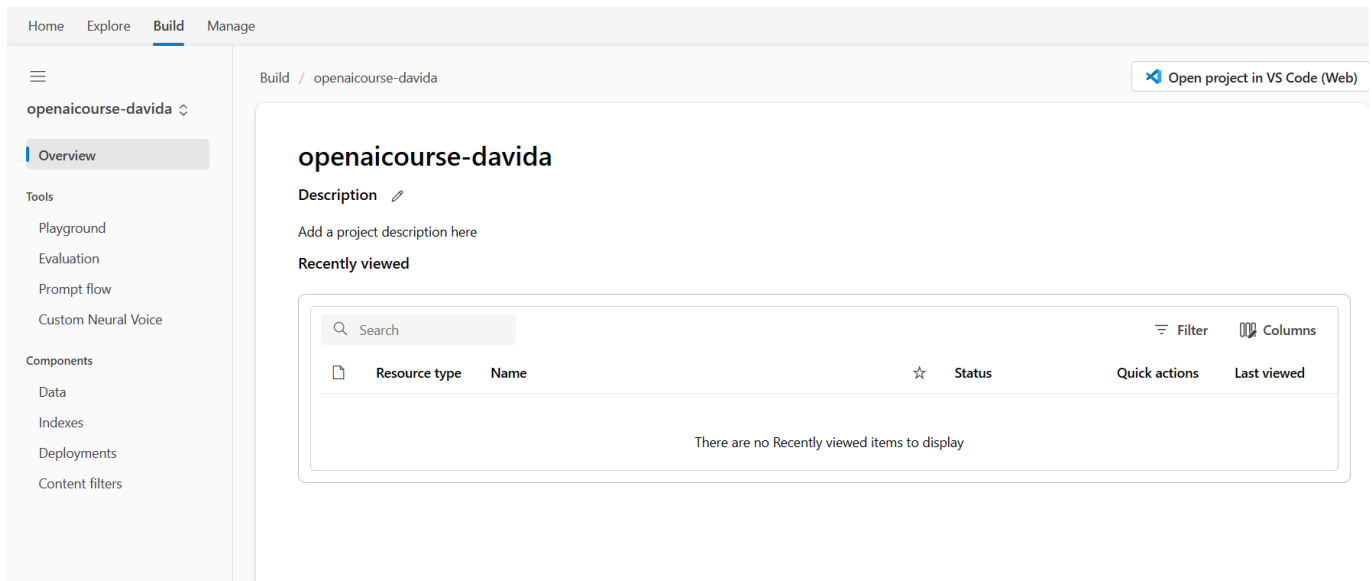 Home Explore Build Manage
openaicourse-davida
Overview
Tools
Playground
Evaluation
Prompt flow
Custom Neural Voice
Components
Data
Indexes
Deployments
Content filters
Build / openaicourse-davida
Open project in VS Code (Web)
openaicourse-davida
Description
Add a project description here
Recently viewed
Search
Filter Columns
Resource type Name Status Quick actions Last viewed
There are no Recently viewed items to display